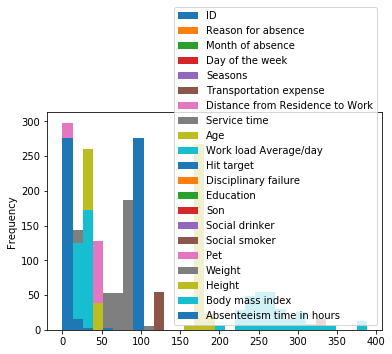 ID
Reason for absence
Month of absence
Day of the week
Seasons
Transportation expense
Distance from Residence to Work
Service time
Age
Work load Average/day
Hit target
Disciplinary failure
Education
Son
Social drinker
Social smoker
Pet
Weight
Height
Body mass index
Absenteeism time in hours
Frequency
300
250
200
150
100
50
0
0 50 100 150 200 250 300 350 400